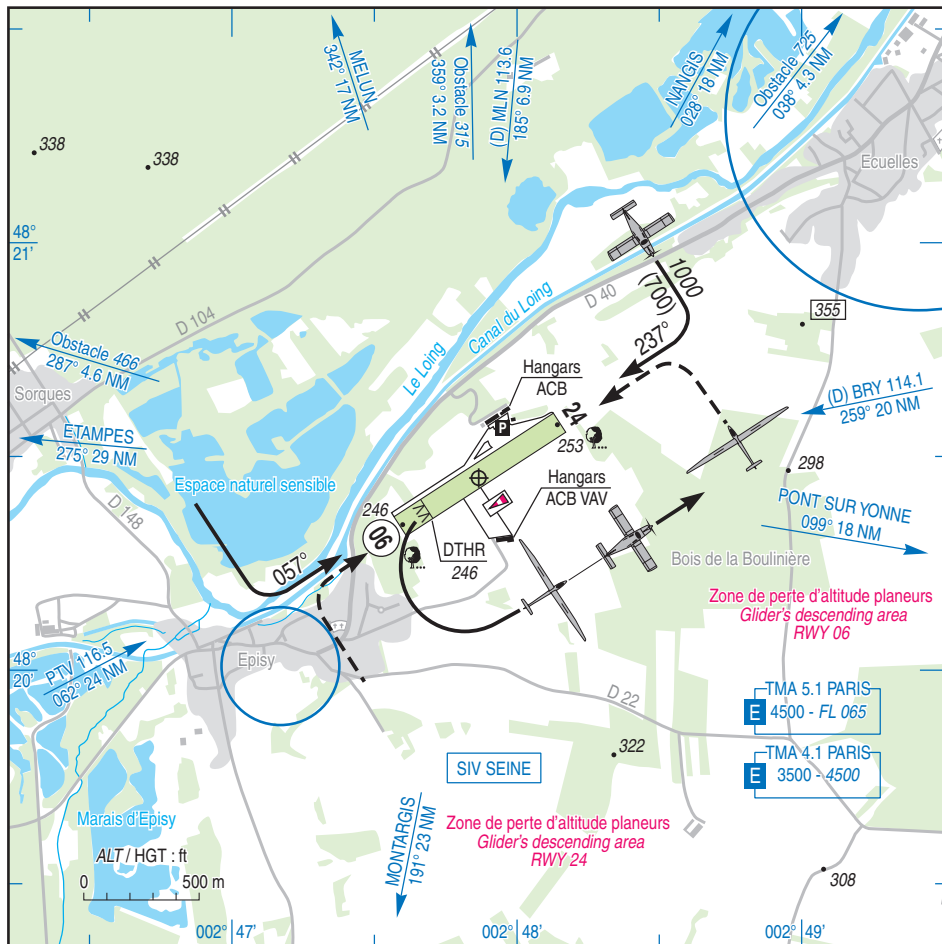 MELUN
342° 17 NM
Obstacle 315
359° 3.2 NM
(D) MLN 113.6
185° 6.9 NM
NANGIS
028° 18 NM
Obstacle 725
038° 4.3 NM
338
338
Ecuelles
48°
21'
1000
(700)
237°
D 40
Canal du Loing
Le Loing
D 104
355
Obstacle 466
287° 4.6 NM
Sorques
Hangars
ACB
P
24
253
(D) BRY 114.1
259° 20 NM
ETAMPES
275° 29 NM
Espace naturel sensible
D 148
Hangars
ACB VAV
298
246
06
DTHR
246
PONT SUR YONNE
099° 18 NM
057°
Bois de la Boulinière
Zone de perte d'altitude planeurs
Glider's descending area
RWY 06
PTV 116.5
062° 24 NM
48°
20'
Episy
D 22
TMA 5.1 PARIS
E 4500 - FL 065
TMA 4.1 PARIS
E 3500 - 4500
322
SIV SEINE
MONTARGIS
191° 23 NM
Marais d'Episy
Zone de perte d'altitude planeurs
Glider's descending area
RWY 24
ALT / HGT : ft
0 500 m
308
002° 47'
002° 48'
002° 49'